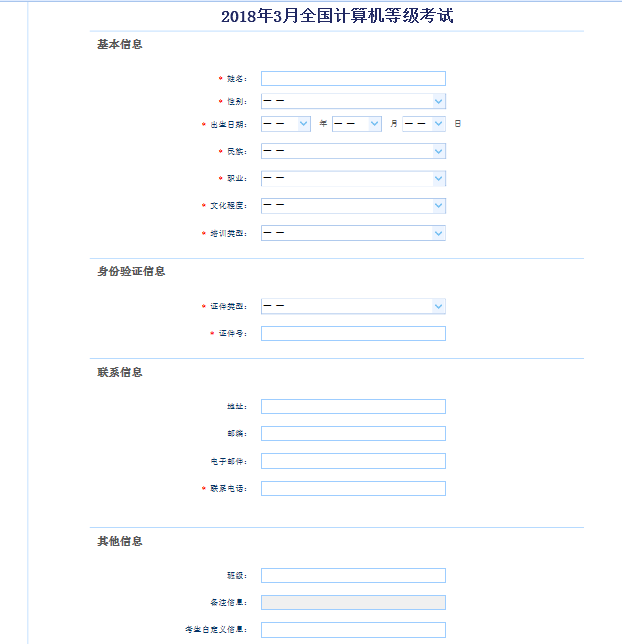 2018年3月全国计算机等级考试
基本信息
* 姓名：
* 性别： － －
* 出生日期： － － 年 － － 月 － － 日
* 民族： － －
* 职业： － －
* 文化程度： － －
* 培训类型： － －
身份验证信息
* 证件类型： － －
* 证件号：
联系信息
地址：
邮编：
电子邮件：
* 联系电话：
其他信息
班级：
备注信息：
考生自定义信息：